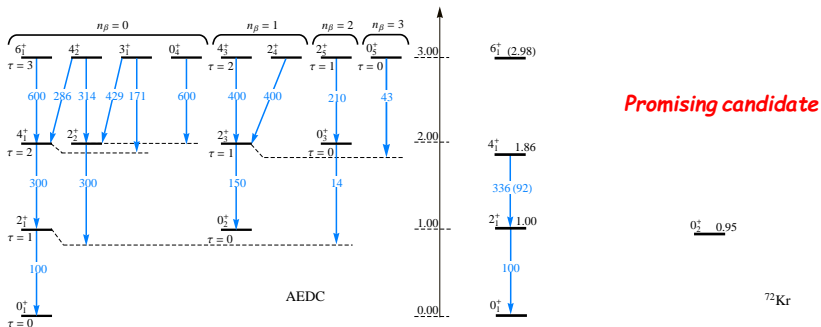 n_β = 0 n_β = 1 n_β = 2 n_β = 3
6₁⁺ 4₂⁺ 3₁⁺ 0₄⁺ 4₃⁺ 2₄⁺ 2₅⁺ 0₅⁺ 3.00 6₁⁺ (2.98)
τ = 3 τ = 2 τ = 1 τ = 0
600 286 314 429 171 600 400 400 210 43
Promising candidate
4₁⁺ 2₂⁺ 2₃⁺ 0₃⁺ 2.00 4₁⁺ 1.86
τ = 2 τ = 1 τ = 0
300 300 150 14 336 (92)
2₁⁺ 0₂⁺ 1.00 2₁⁺ 1.00 0₂⁺ 0.95
τ = 1 τ = 0
100 100
AEDC ⁷²Kr
0₁⁺ 0.00 0₁⁺
τ = 0